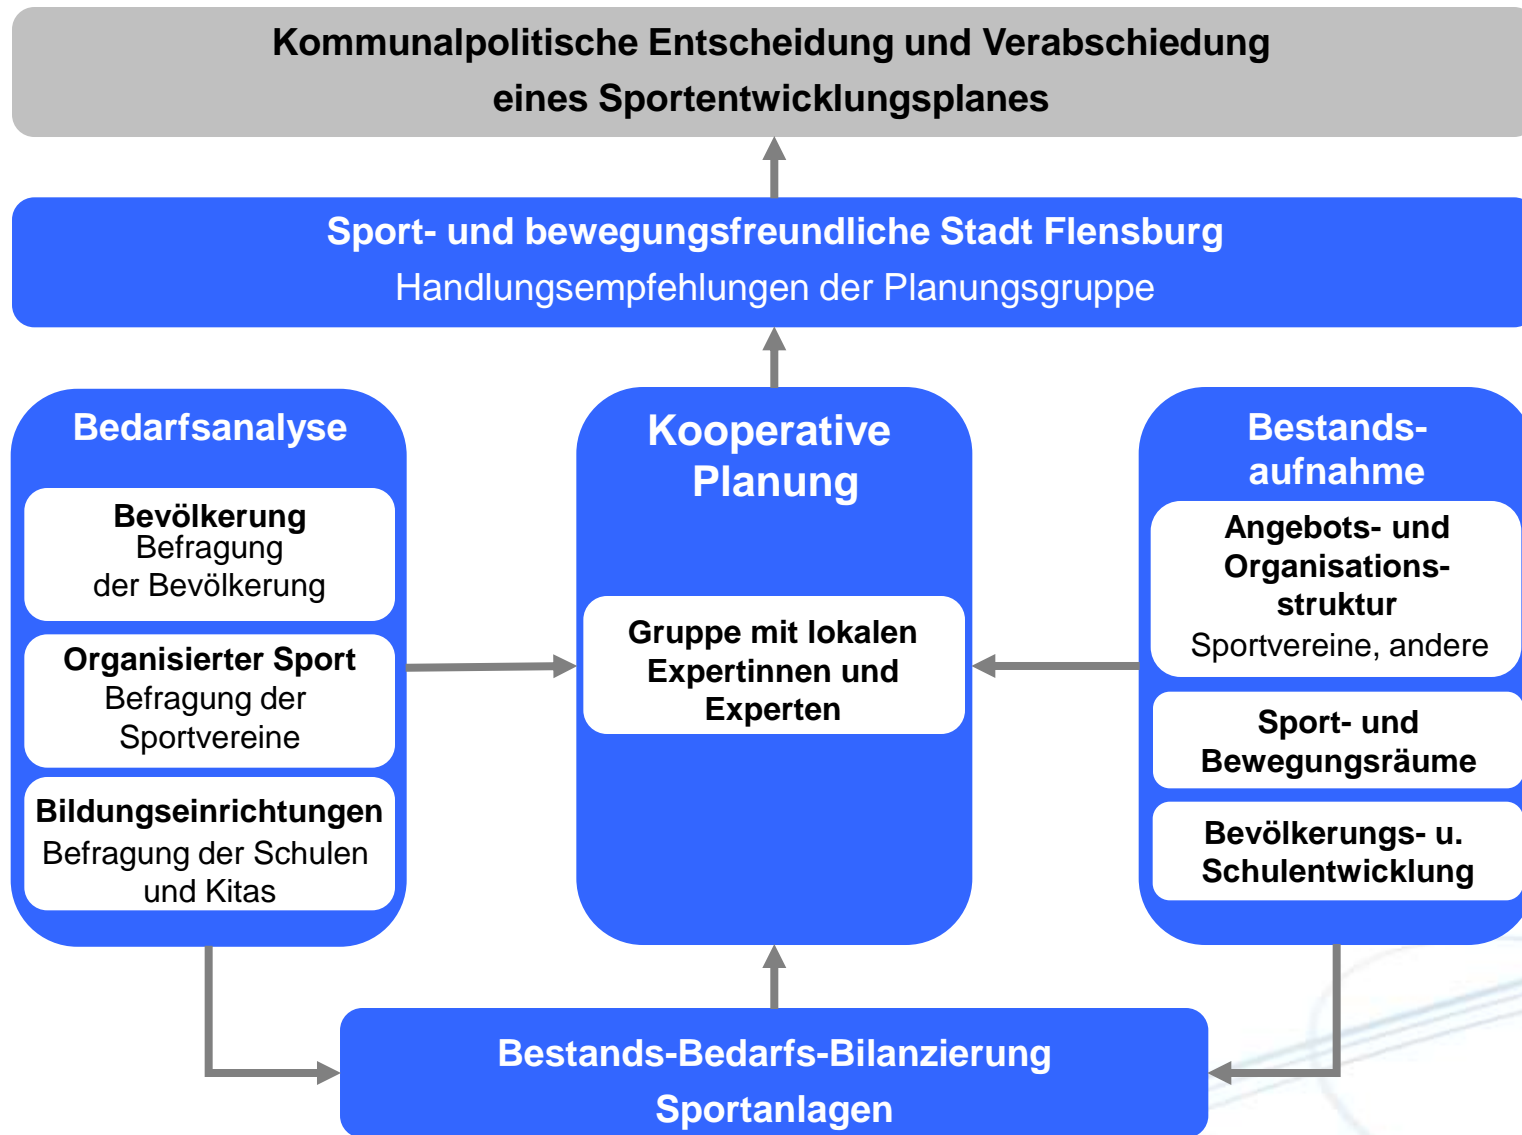 Kommunalpolitische Entscheidung und Verabschiedung
eines Sportentwicklungsplanes
Sport- und bewegungsfreundliche Stadt Flensburg
Handlungsempfehlungen der Planungsgruppe
Bedarfsanalyse
Bevölkerung
Befragung
der Bevölkerung
Organisierter Sport
Befragung der
Sportvereine
Bildungseinrichtungen
Befragung der Schulen
und Kitas
Kooperative
Planung
Gruppe mit lokalen
Expertinnen und
Experten
Bestands-
aufnahme
Angebots- und
Organisations-
struktur
Sportvereine, andere
Sport- und
Bewegungsräume
Bevölkerungs- u.
Schulentwicklung
Bestands-Bedarfs-Bilanzierung
Sportanlagen